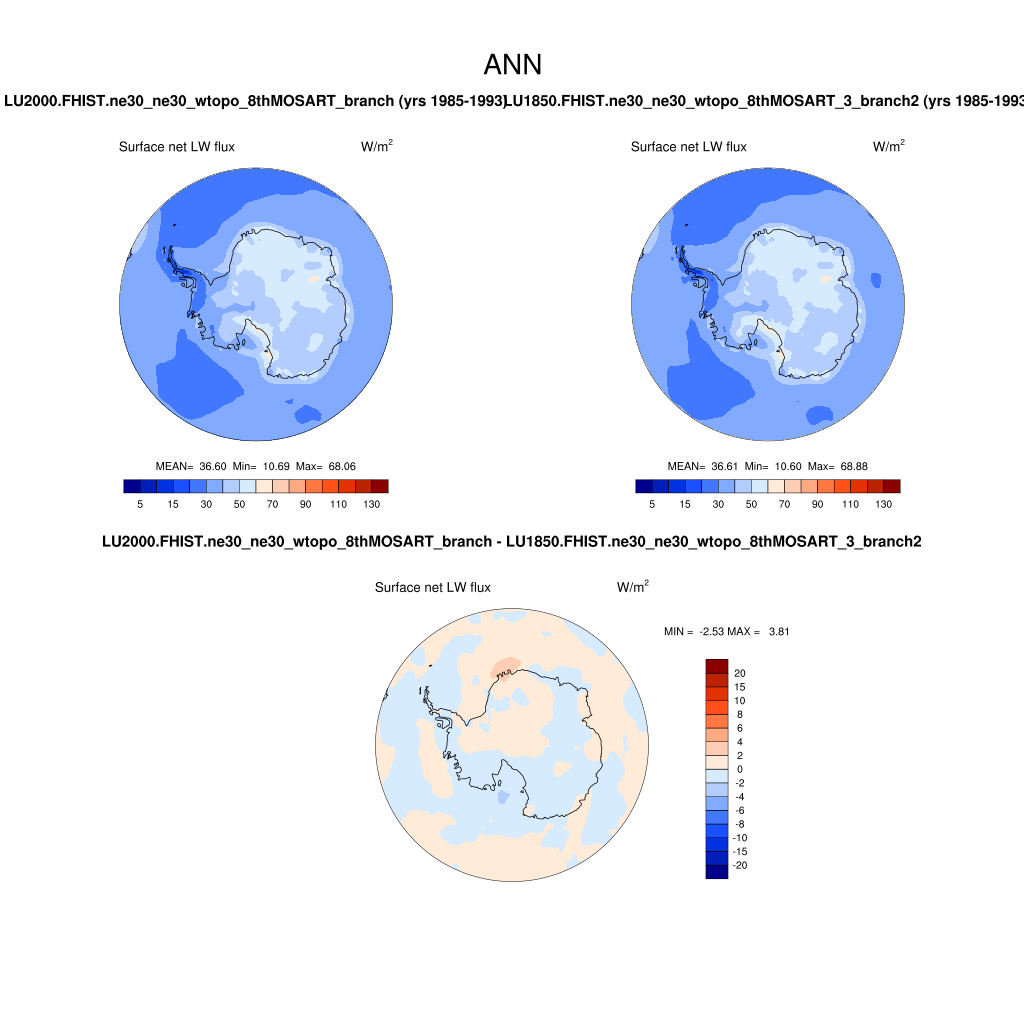 ANN
LU2000.FHIST.ne30_ne30_wtopo_8thMOSART_branch (yrs 1985-1993)
LU1850.FHIST.ne30_ne30_wtopo_8thMOSART_3_branch2 (yrs 1985-1993
Surface net LW flux W/m²
Surface net LW flux W/m²
MEAN= 36.60 Min= 10.69 Max= 68.06
MEAN= 36.61 Min= 10.60 Max= 68.88
5 15 30 50 70 90 110 130
5 15 30 50 70 90 110 130
LU2000.FHIST.ne30_ne30_wtopo_8thMOSART_branch - LU1850.FHIST.ne30_ne30_wtopo_8thMOSART_3_branch2
Surface net LW flux W/m²
MIN = -2.53 MAX = 3.81
20
15
10
8
6
4
2
0
-2
-4
-6
-8
-10
-15
-20